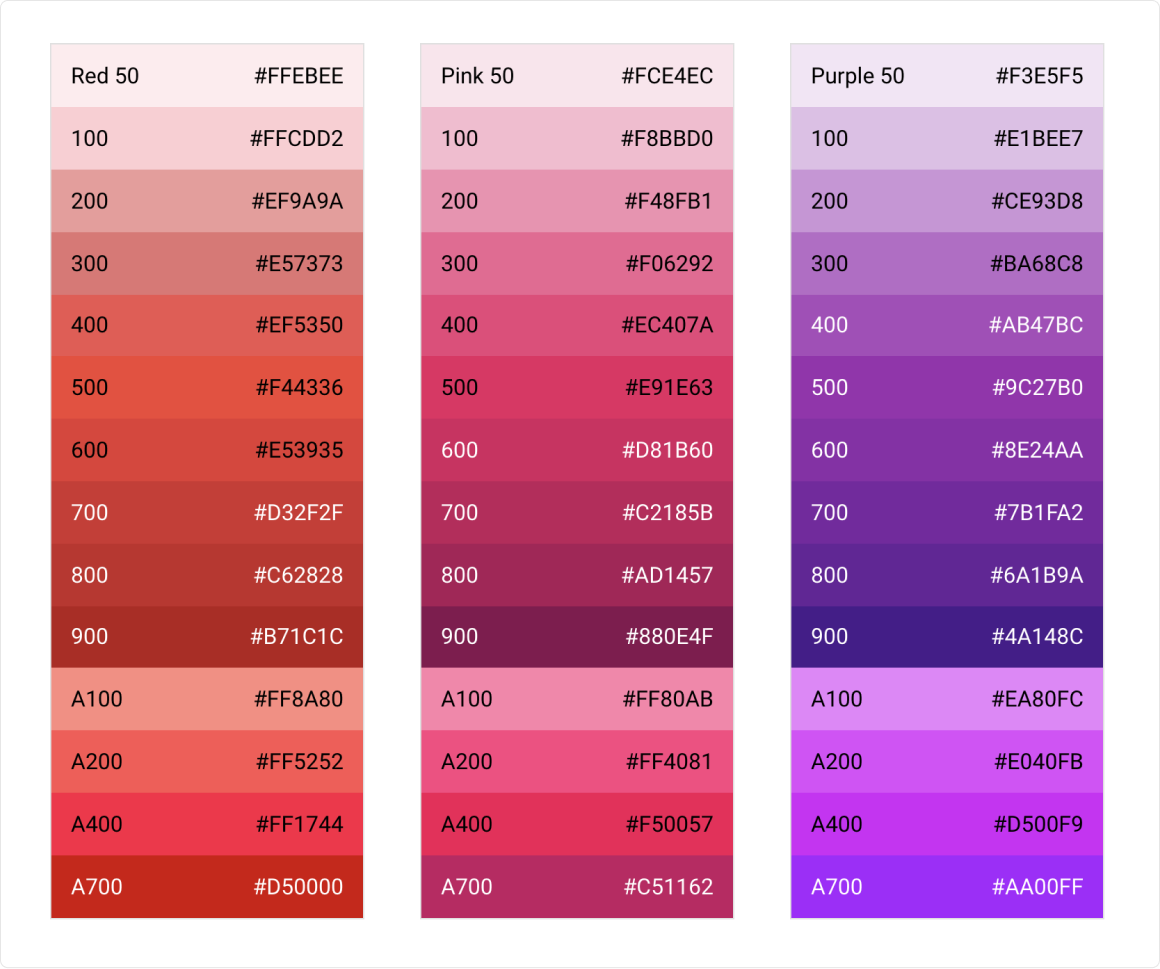 Red 50 #FFEBEE
100 #FFCDD2
200 #EF9A9A
300 #E57373
400 #EF5350
500 #F44336
600 #E53935
700 #D32F2F
800 #C62828
900 #B71C1C
A100 #FF8A80
A200 #FF5252
A400 #FF1744
A700 #D50000
Pink 50 #FCE4EC
100 #F8BBD0
200 #F48FB1
300 #F06292
400 #EC407A
500 #E91E63
600 #D81B60
700 #C2185B
800 #AD1457
900 #880E4F
A100 #FF80AB
A200 #FF4081
A400 #F50057
A700 #C51162
Purple 50 #F3E5F5
100 #E1BEE7
200 #CE93D8
300 #BA68C8
400 #AB47BC
500 #9C27B0
600 #8E24AA
700 #7B1FA2
800 #6A1B9A
900 #4A148C
A100 #EA80FC
A200 #E040FB
A400 #D500F9
A700 #AA00FF